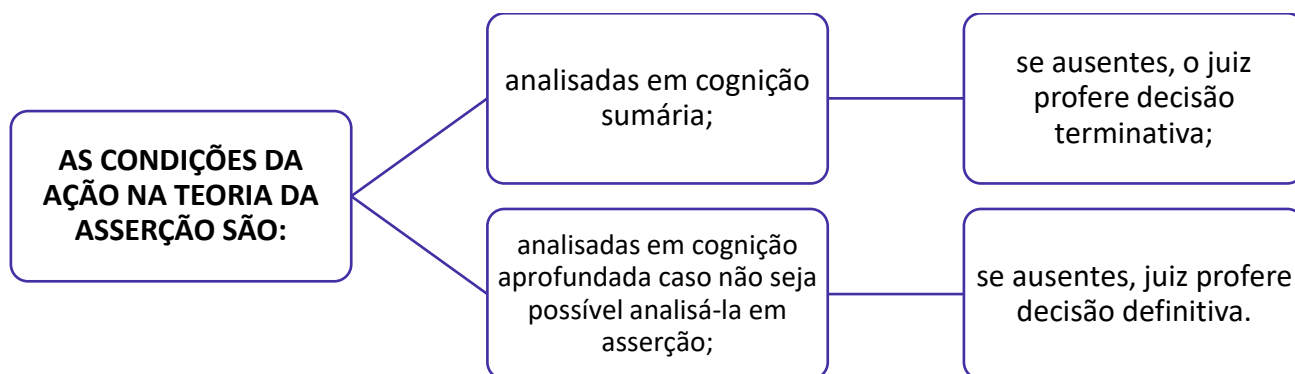 AS CONDIÇÕES DA
AÇÃO NA TEORIA DA
ASSERÇÃO SÃO:
analisadas em cognição
sumária;
se ausentes, o juiz
profere decisão
terminativa;
analisadas em cognição
aprofundada caso não seja
possível analisá-la em
asserção;
se ausentes, juiz profere
decisão definitiva.